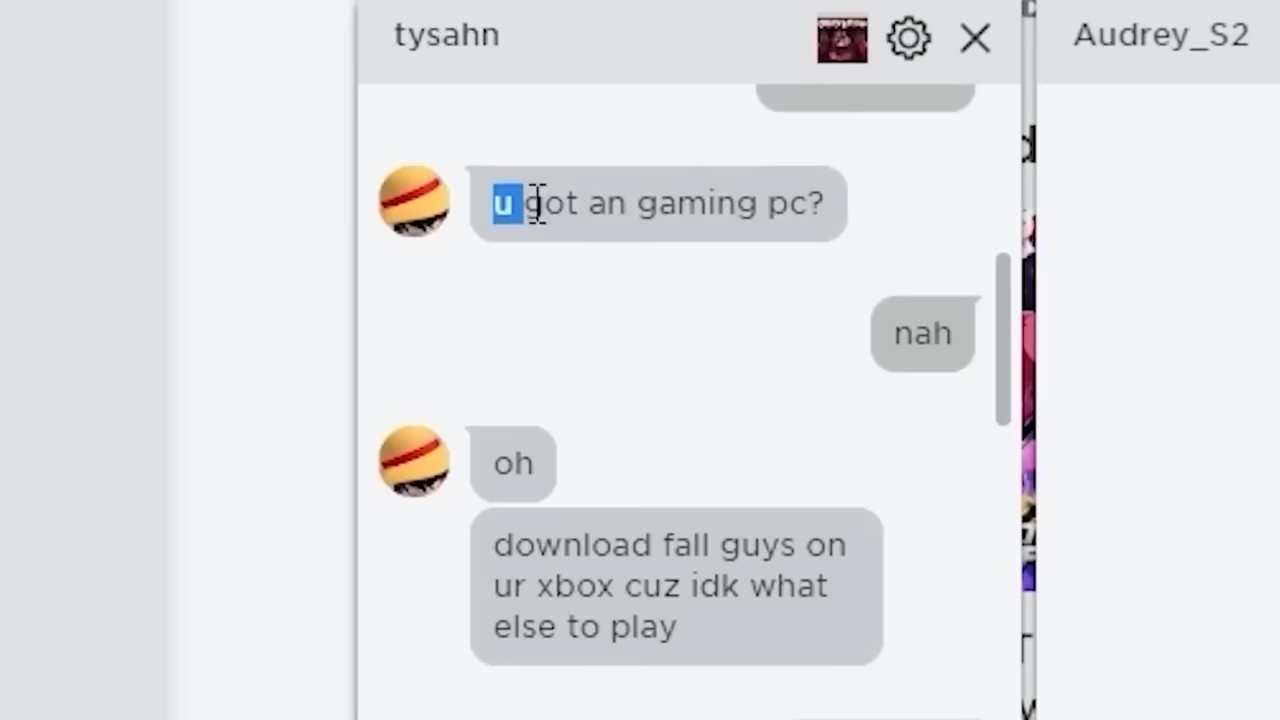 tysahn
Audrey_S2
u got an gaming pc?
nah
oh
download fall guys on
ur xbox cuz idk what
else to play